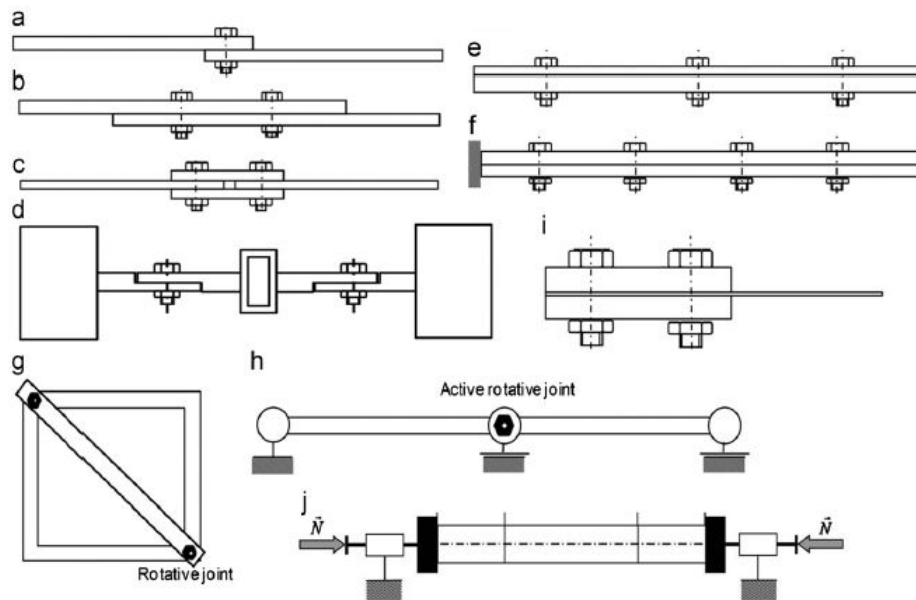 a
b
c
d
e
f
g
Rotative joint
h
Active rotative joint
i
j
N⃗
N⃗